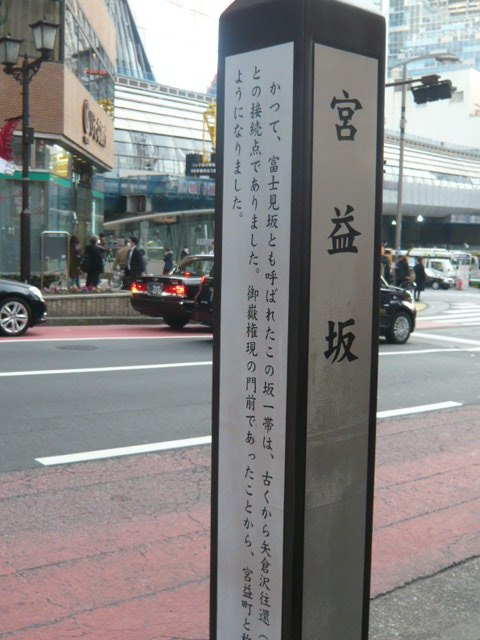 宮益坂
かつて、富士見坂とも呼ばれたこの坂一帯は、古くから矢倉沢往還（
との接続点でありました。御嶽権現の門前であったことから、宮益町と
ようになりました。